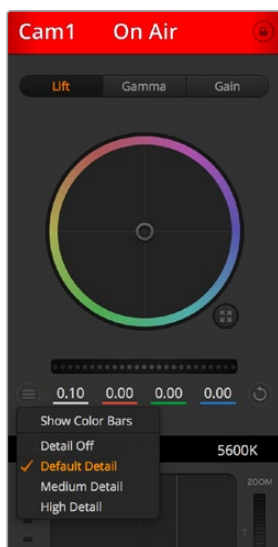 Cam1 On Air
Lift Gamma Gain
0.10 0.00 0.00 0.00
Show Color Bars
Detail Off
5600K
Default Detail
Medium Detail
High Detail
ZOOM
T